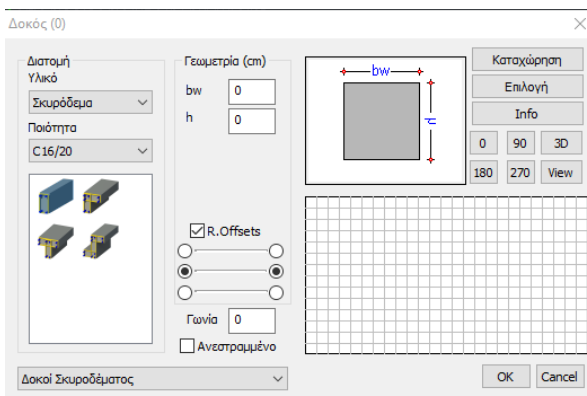 Δοκός (0)
Διατομή
Υλικό
Σκυρόδεμα
Ποιότητα
C16/20
Γεωμετρία (cm)
bw 0
h 0
R.Offsets
Γωνία 0
Ανεστραμμένο
bw
h
Καταχώρηση
Επιλογή
Info
0 90 3D
180 270 View
Δοκοί Σκυροδέματος
OK Cancel